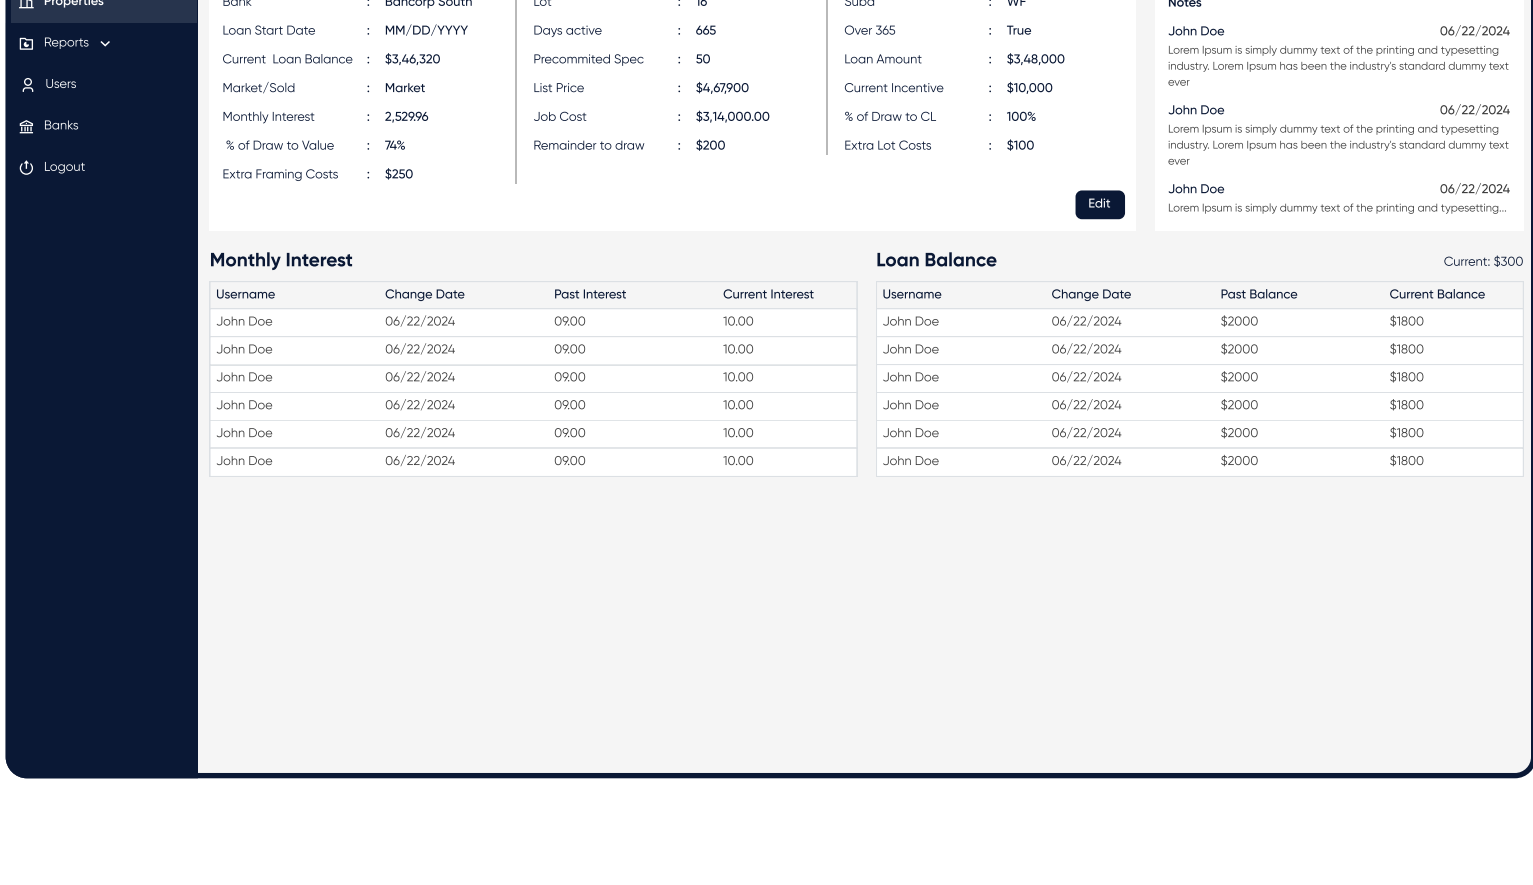 Properties
Reports
Users
Banks
Logout
Bank : Bancorp South
Loan Start Date : MM/DD/YYYY
Current Loan Balance : $3,46,320
Market/Sold : Market
Monthly Interest : 2,529.96
% of Draw to Value : 74%
Extra Framing Costs : $250
Lot : 16
Days active : 665
Precommited Spec : 50
List Price : $4,67,900
Job Cost : $3,14,000.00
Remainder to draw : $200
Subd : WF
Over 365 : True
Loan Amount : $3,48,000
Current Incentive : $10,000
% of Draw to CL : 100%
Extra Lot Costs : $100
Edit
Notes
John Doe 06/22/2024
Lorem Ipsum is simply dummy text of the printing and typesetting
industry. Lorem Ipsum has been the industry's standard dummy text
ever
John Doe 06/22/2024
Lorem Ipsum is simply dummy text of the printing and typesetting
industry. Lorem Ipsum has been the industry's standard dummy text
ever
John Doe 06/22/2024
Lorem Ipsum is simply dummy text of the printing and typesetting...
Monthly Interest
Username Change Date Past Interest Current Interest
John Doe 06/22/2024 09.00 10.00
John Doe 06/22/2024 09.00 10.00
John Doe 06/22/2024 09.00 10.00
John Doe 06/22/2024 09.00 10.00
John Doe 06/22/2024 09.00 10.00
John Doe 06/22/2024 09.00 10.00
Loan Balance Current: $300
Username Change Date Past Balance Current Balance
John Doe 06/22/2024 $2000 $1800
John Doe 06/22/2024 $2000 $1800
John Doe 06/22/2024 $2000 $1800
John Doe 06/22/2024 $2000 $1800
John Doe 06/22/2024 $2000 $1800
John Doe 06/22/2024 $2000 $1800